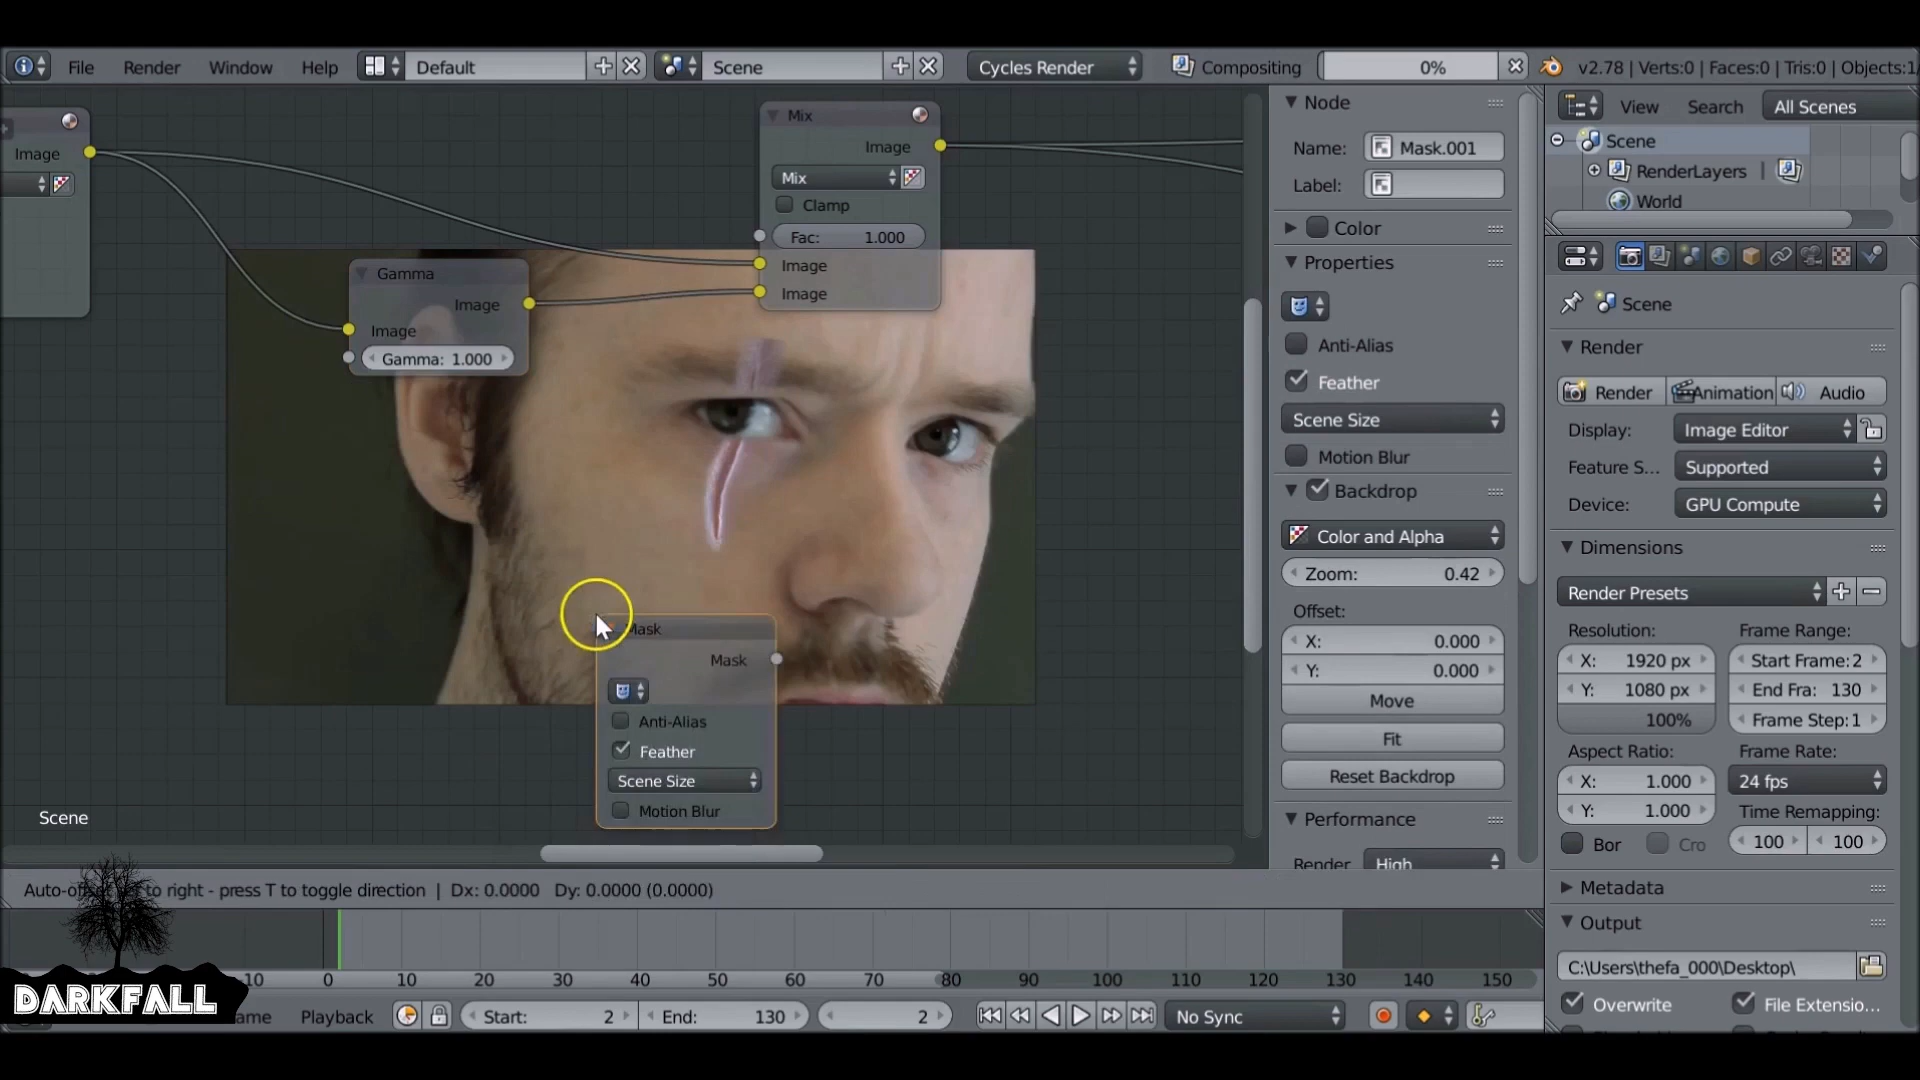 File Render Window Help Default Scene Cycles Render Compositing 0% v2.78 | Verts:0 | Faces:0 | Tris:0 | Objects:1
View Search All Scenes
Scene
RenderLayers
World
Scene
Render
Render Animation Audio
Display: Image Editor
Feature S... Supported
Device: GPU Compute
Dimensions
Render Presets
Resolution: Frame Range:
X: 1920 px Start Frame: 2
Y: 1080 px End Fra: 130
100% Frame Step: 1
Aspect Ratio: Frame Rate:
X: 1.000 24 fps
Y: 1.000 Time Remapping:
Bor Cro 100 100
Metadata
Output
C:\Users\thefa_000\Desktop\
Overwrite File Extensio...
Node
Name: Mask.001
Label:
Color
Properties
Anti-Alias
Feather
Scene Size
Motion Blur
Backdrop
Color and Alpha
Zoom: 0.42
Offset:
X: 0.000
Y: 0.000
Move
Fit
Reset Backdrop
Performance
Render High
Image
Mix
Image
Mix
Clamp
Fac: 1.000
Image
Image
Gamma
Image
Image
Gamma: 1.000
Mask
Mask
Anti-Alias
Feather
Scene Size
Motion Blur
Scene
to right - press T to toggle direction | Dx: 0.0000 Dy: 0.0000 (0.0000)
0 10 20 30 40 50 60 70 80 90 100 110 120 130 140 150
DARKFALL
Playback Start: 2 End: 130 2 No Sync